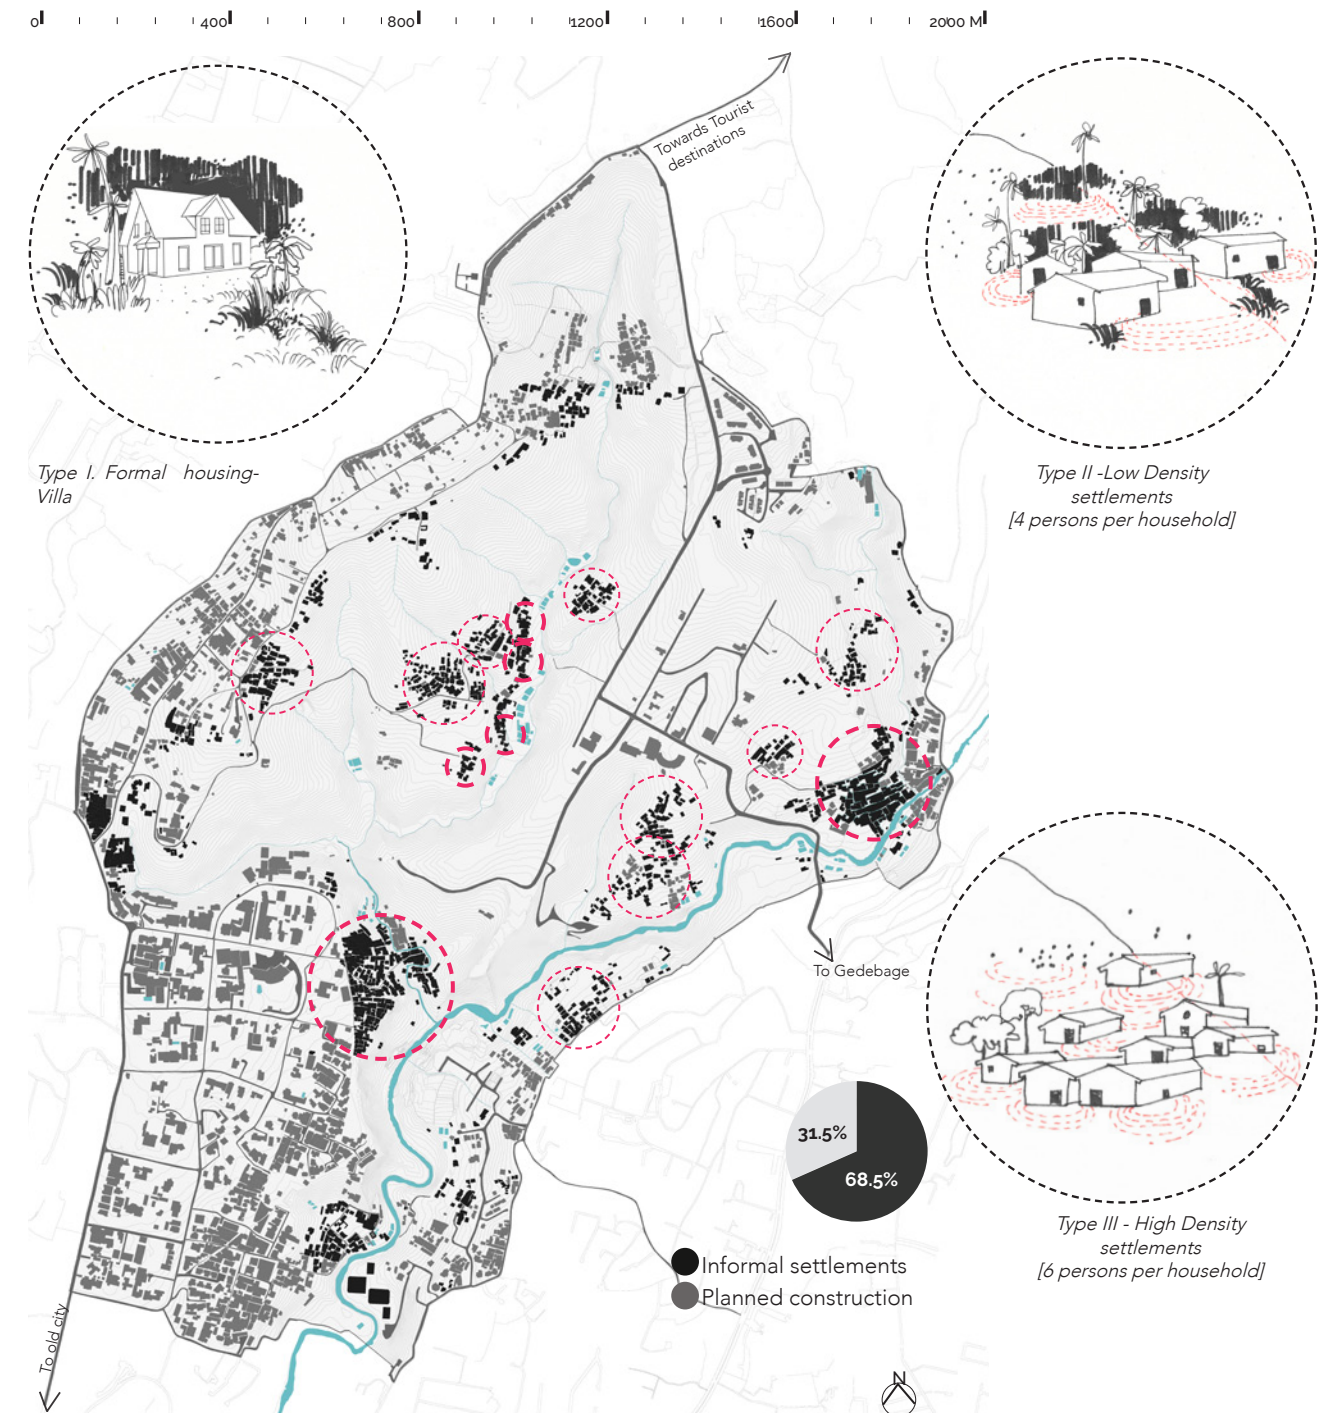 0 400 800 1200 1600 2000 M
Towards Tourist
destinations
Type I. Formal housing-
Villa
Type II -Low Density
settlements
[4 persons per household]
To Gedebage
31.5%
68.5%
Type III - High Density
settlements
[6 persons per household]
Informal settlements
Planned construction
To old city
N